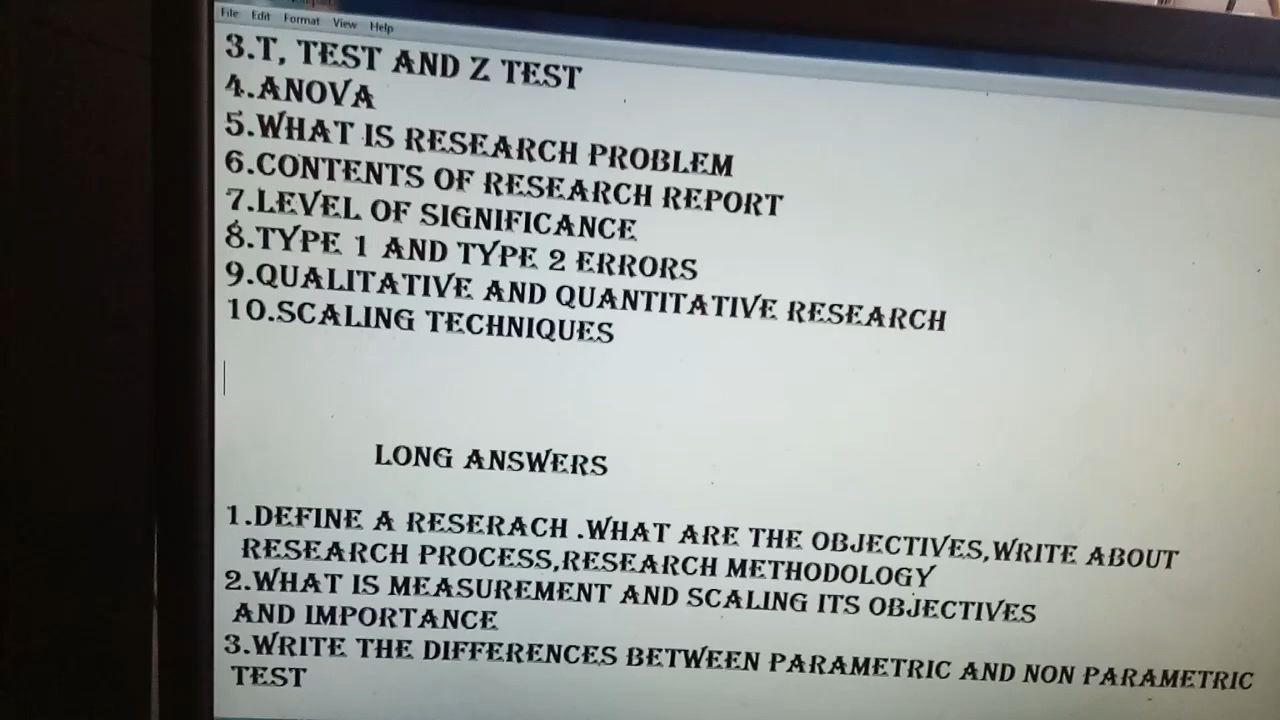 File Edit Format View Help
3.T, TEST AND Z TEST
4.ANOVA
5.WHAT IS RESEARCH PROBLEM
6.CONTENTS OF RESEARCH REPORT
7.LEVEL OF SIGNIFICANCE
8.TYPE 1 AND TYPE 2 ERRORS
9.QUALITATIVE AND QUANTITATIVE RESEARCH
10.SCALING TECHNIQUES
LONG ANSWERS
1.DEFINE A RESERACH .WHAT ARE THE OBJECTIVES,WRITE ABOUT
RESEARCH PROCESS,RESEARCH METHODOLOGY
2.WHAT IS MEASUREMENT AND SCALING ITS OBJECTIVES
AND IMPORTANCE
3.WRITE THE DIFFERENCES BETWEEN PARAMETRIC AND NON PARAMETRIC
TEST